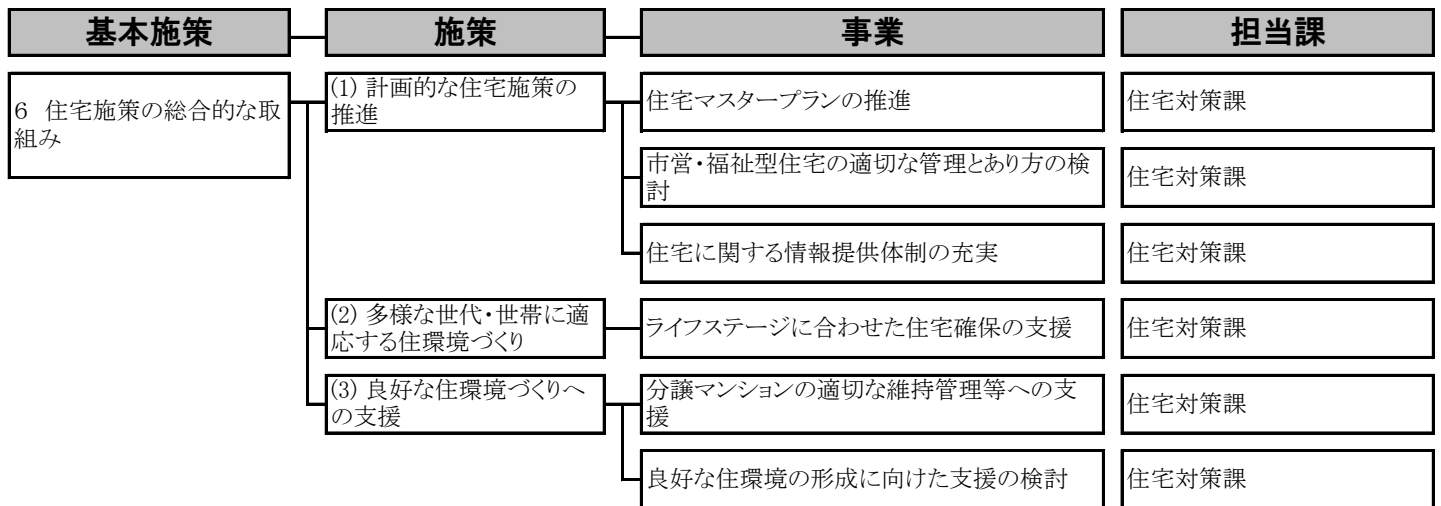 基本施策
施策
事業
担当課
6 住宅施策の総合的な取
組み
(1) 計画的な住宅施策の
推進
住宅マスタープランの推進
住宅対策課
市営・福祉型住宅の適切な管理とあり方の検
討
住宅対策課
住宅に関する情報提供体制の充実
住宅対策課
(2) 多様な世代・世帯に適
応する住環境づくり
ライフステージに合わせた住宅確保の支援
住宅対策課
(3) 良好な住環境づくりへ
の支援
分譲マンションの適切な維持管理等への支
援
住宅対策課
良好な住環境の形成に向けた支援の検討
住宅対策課